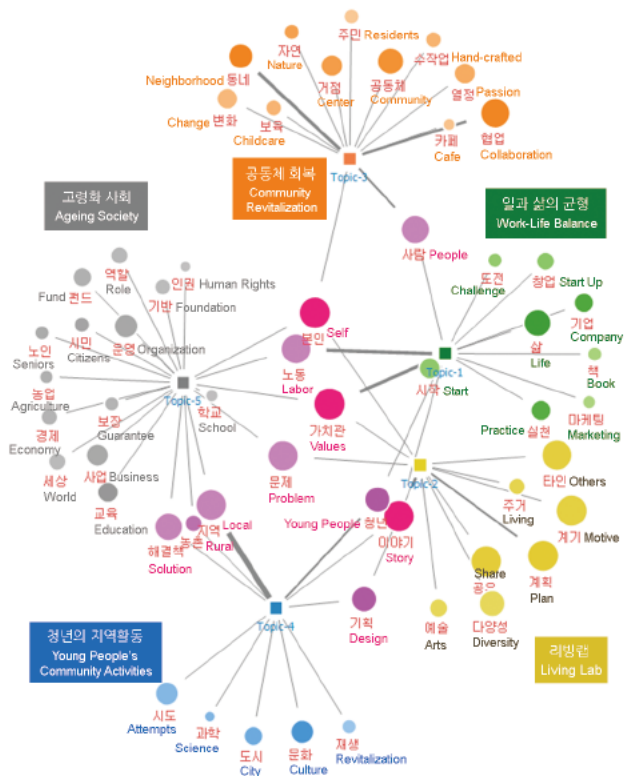 주민 Residents
자연
Nature
수작업 Hand-crafted
Neighborhood 동네
거점
Center
공동체
Community
열정 Passion
Change 변화
보육
Childcare
카페
Cafe
협업
Collaboration
Topic-3
공동체 회복
Community
Revitalization
고령화 사회
Ageing Society
일과 삶의 균형
Work-Life Balance
사람 People
역할
Role
인권 Human Rights
Fund 펀드
기반 Foundation
도전
Challenge
창업 Start Up
시민
Citizens
운영 Organization
노인
Seniors
본인 Self
기업
Company
삶
Life
노동
Labor
Topic-1
책
Book
농업
Agriculture
Topic-5
시작 Start
학교
School
보장
Guarantee
가치관
Values
Practice 실천
마케팅
Marketing
경제
Economy
세상
World
사업 Business
문제
Problem
Topic-2
타인 Others
주거
Living
교육
Education
지역 Local
농촌
Rural
해결책
Solution
Young People 청년
이야기
Story
계기 Motive
Share
공유
계획
Plan
Topic-4
기획
Design
예술
Arts
다양성
Diversity
청년의 지역활동
Young People's
Community Activities
리빙랩
Living Lab
시도
Attempts
과학
Science
도시
City
문화
Culture
재생
Revitalization